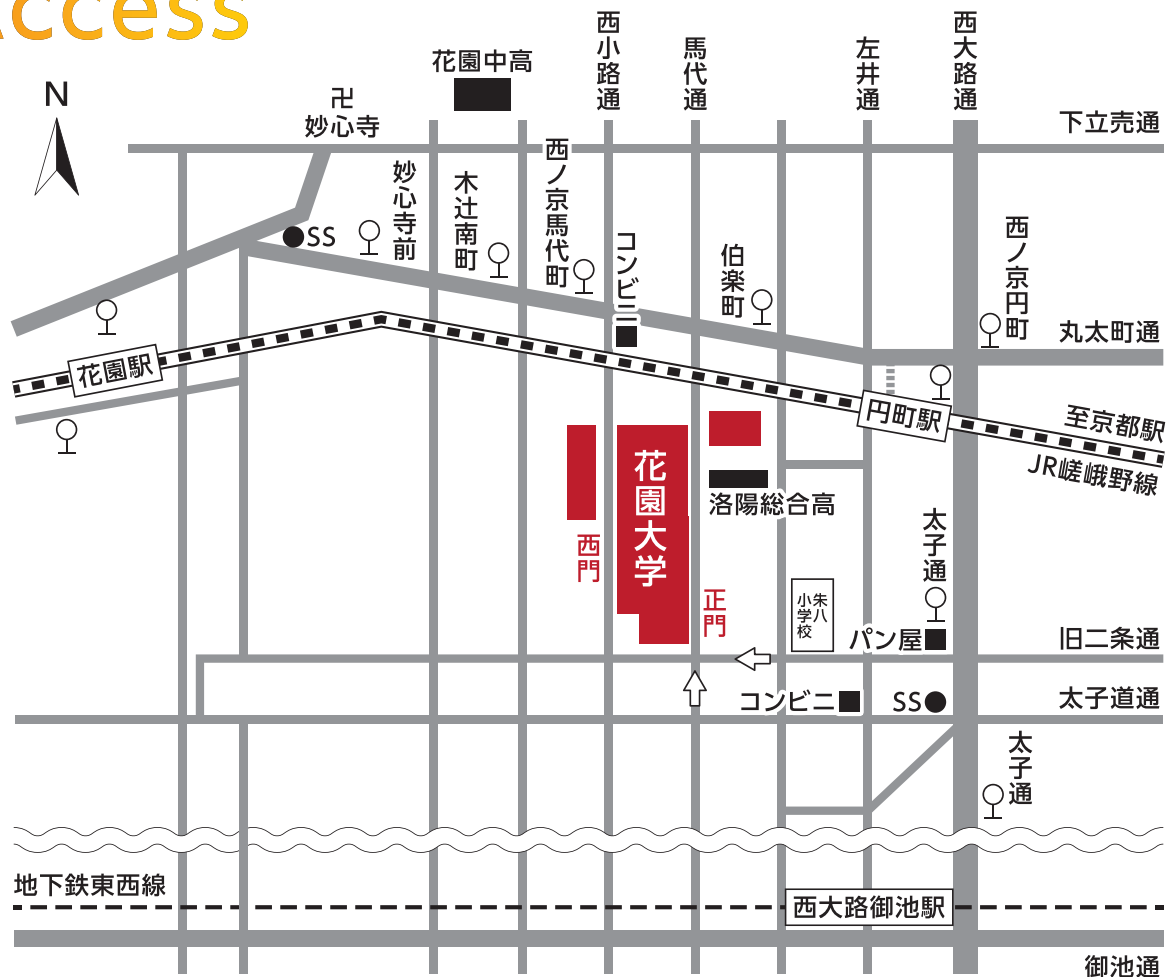 Access
N
卍
妙心寺
花園中高
西小路通
馬代通
左井通
西大路通
下立売通
SS
妙心寺前
木辻南町
西ノ京馬代町
コンビニ
伯楽町
西ノ京円町
丸太町通
花園駅
円町駅
至京都駅
JR嵯峨野線
花園大学
洛陽総合高
西門
正門
太子通
朱八
小学校
パン屋
旧二条通
コンビニ
SS
太子道通
太子通
地下鉄東西線
西大路御池駅
御池通